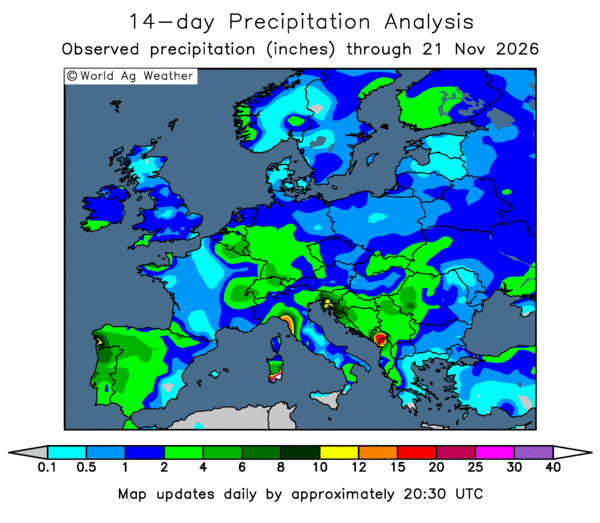 14-day Precipitation Analysis
Observed precipitation (inches) through 21 Nov 2026
© World Ag Weather
0.1 0.5 1 2 4 6 8 10 12 15 20 25 30 40
Map updates daily by approximately 20:30 UTC